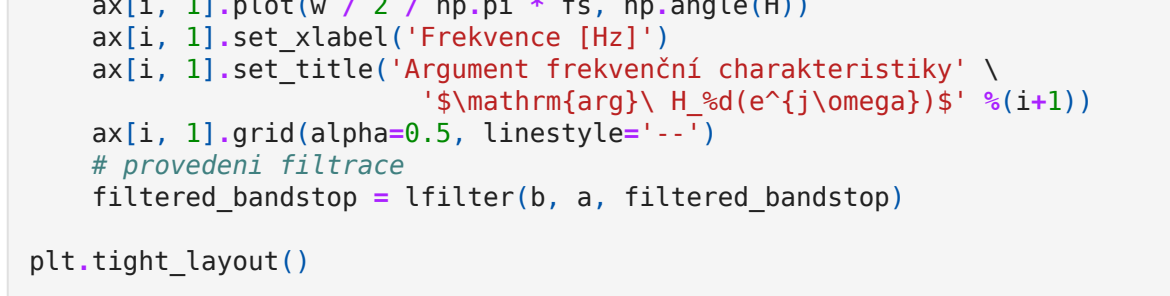 ax[i, 1].plot(w / 2 / np.pi * fs, np.angle(H))
    ax[i, 1].set_xlabel('Frekvence [Hz]')
    ax[i, 1].set_title('Argument frekvenční charakteristiky' \
                       '$\mathrm{arg}\ H_%d(e^{j\omega})$' %(i+1))
    ax[i, 1].grid(alpha=0.5, linestyle='--')
    # provedeni filtrace
    filtered_bandstop = lfilter(b, a, filtered_bandstop)
plt.tight_layout()